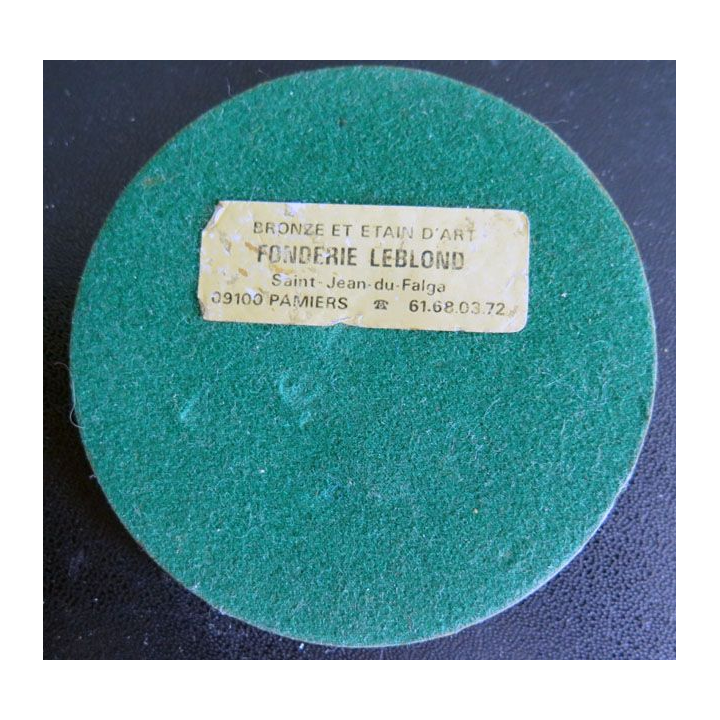 BRONZE ET ETAIN D'ART
FONDERIE LEBLOND
Saint-Jean-du-Falga
09100 PAMIERS ☎ 61.68.03.72